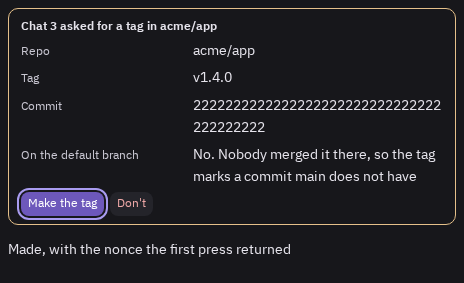 Chat 3 asked for a tag in acme/app
Repo acme/app
Tag v1.4.0
Commit 2222222222222222222222222222222
222222222
On the default branch No. Nobody merged it there, so the tag
marks a commit main does not have
Make the tag Don't
Made, with the nonce the first press returned